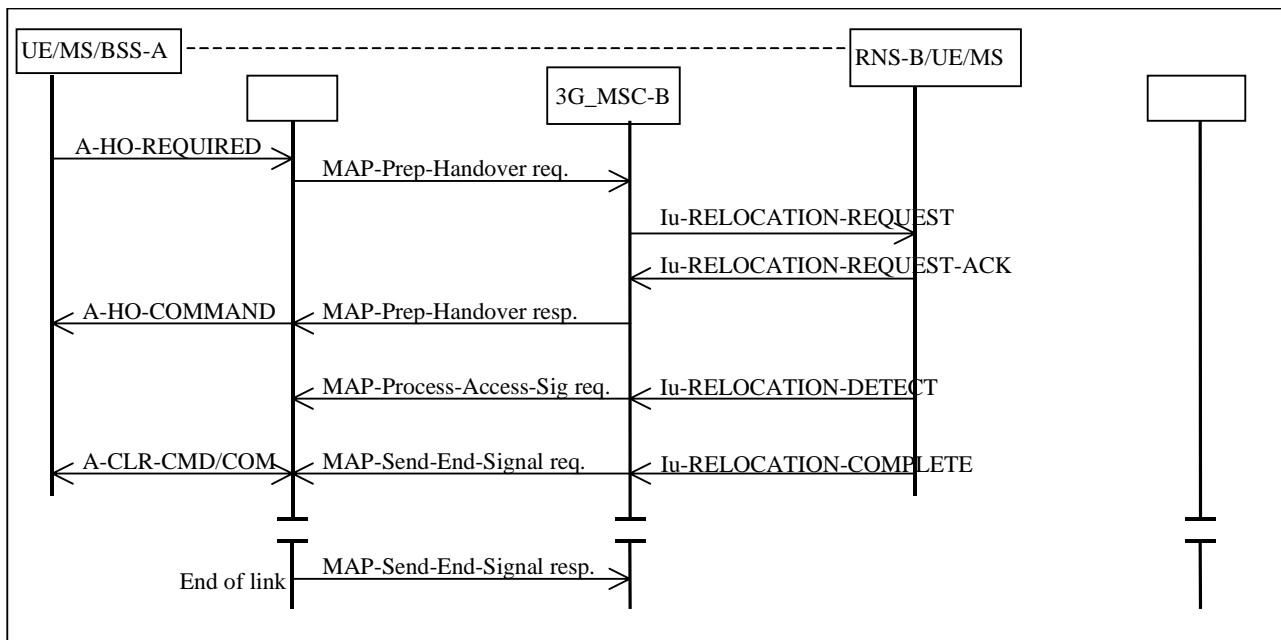 UE/MS/BSS-A
RNS-B/UE/MS
3G_MSC-B
A-HO-REQUIRED
MAP-Prep-Handover req.
Iu-RELOCATION-REQUEST
Iu-RELOCATION-REQUEST-ACK
A-HO-COMMAND
MAP-Prep-Handover resp.
MAP-Process-Access-Sig req.
Iu-RELOCATION-DETECT
A-CLR-CMD/COM
MAP-Send-End-Signal req.
Iu-RELOCATION-COMPLETE
End of link
MAP-Send-End-Signal resp.